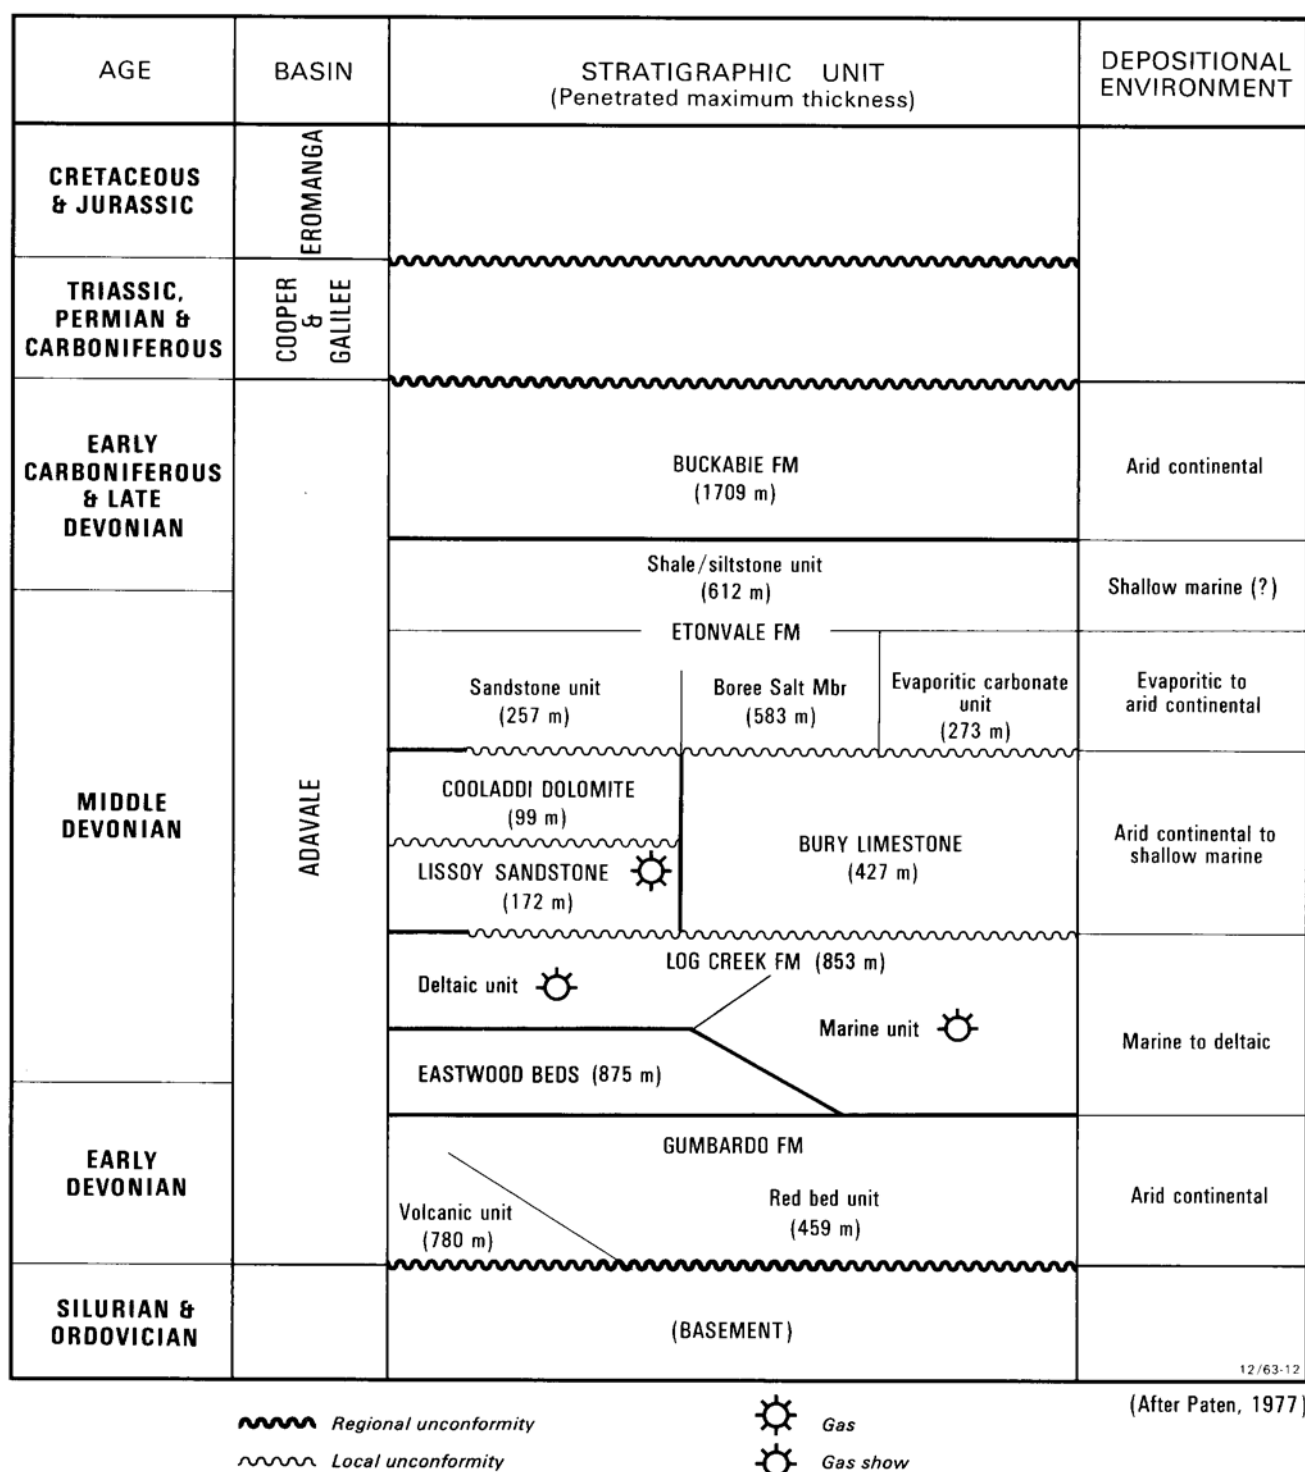 AGE
BASIN
STRATIGRAPHIC UNIT
(Penetrated maximum thickness)
DEPOSITIONAL
ENVIRONMENT
CRETACEOUS
& JURASSIC
EROMANGA
TRIASSIC,
PERMIAN &
CARBONIFEROUS
COOPER
&
GALILEE
EARLY
CARBONIFEROUS
& LATE
DEVONIAN
BUCKABIE FM
(1709 m)
Arid continental
Shale/siltstone unit
(612 m)
Shallow marine (?)
MIDDLE
DEVONIAN
ADAVALE
ETONVALE FM
Sandstone unit
(257 m)
Boree Salt Mbr
(583 m)
Evaporitic carbonate
unit
(273 m)
Evaporitic to
arid continental
COOLADDI DOLOMITE
(99 m)
LISSOY SANDSTONE
(172 m)
BURY LIMESTONE
(427 m)
Arid continental to
shallow marine
LOG CREEK FM (853 m)
Deltaic unit
Marine unit
EASTWOOD BEDS (875 m)
Marine to deltaic
EARLY
DEVONIAN
GUMBARDO FM
Volcanic unit
(780 m)
Red bed unit
(459 m)
Arid continental
SILURIAN &
ORDOVICIAN
(BASEMENT)
12/63-12
(After Paten, 1977)
Regional unconformity
Gas
Local unconformity
Gas show